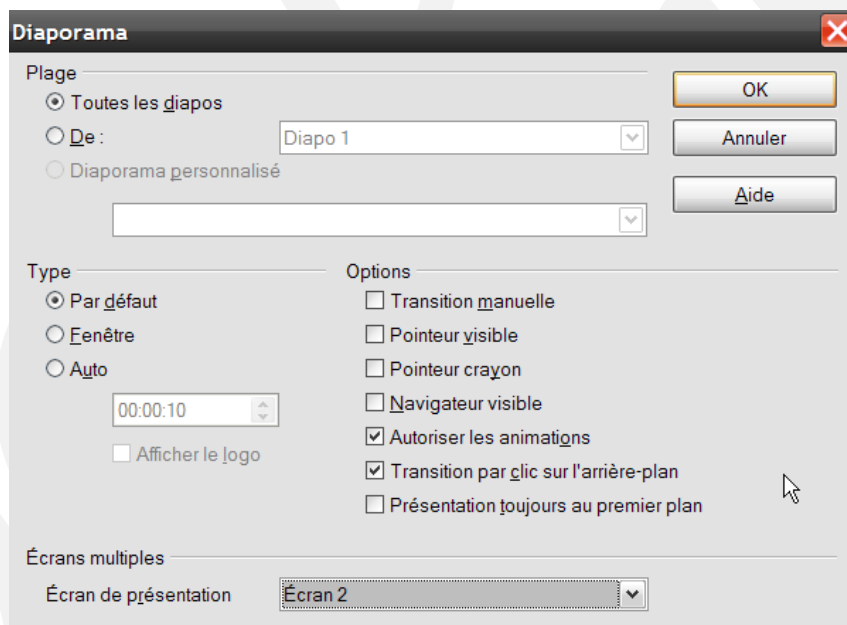 Diaporama
Plage
Toutes les diapos
OK
De :
Diapo 1
Annuler
Diaporama personnalisé
Aide
Type
Options
Par défaut
Transition manuelle
Fenêtre
Pointeur visible
Auto
Pointeur crayon
00:00:10
Navigateur visible
Autoriser les animations
Afficher le logo
Transition par clic sur l'arrière-plan
Présentation toujours au premier plan
Écrans multiples
Écran de présentation
Écran 2